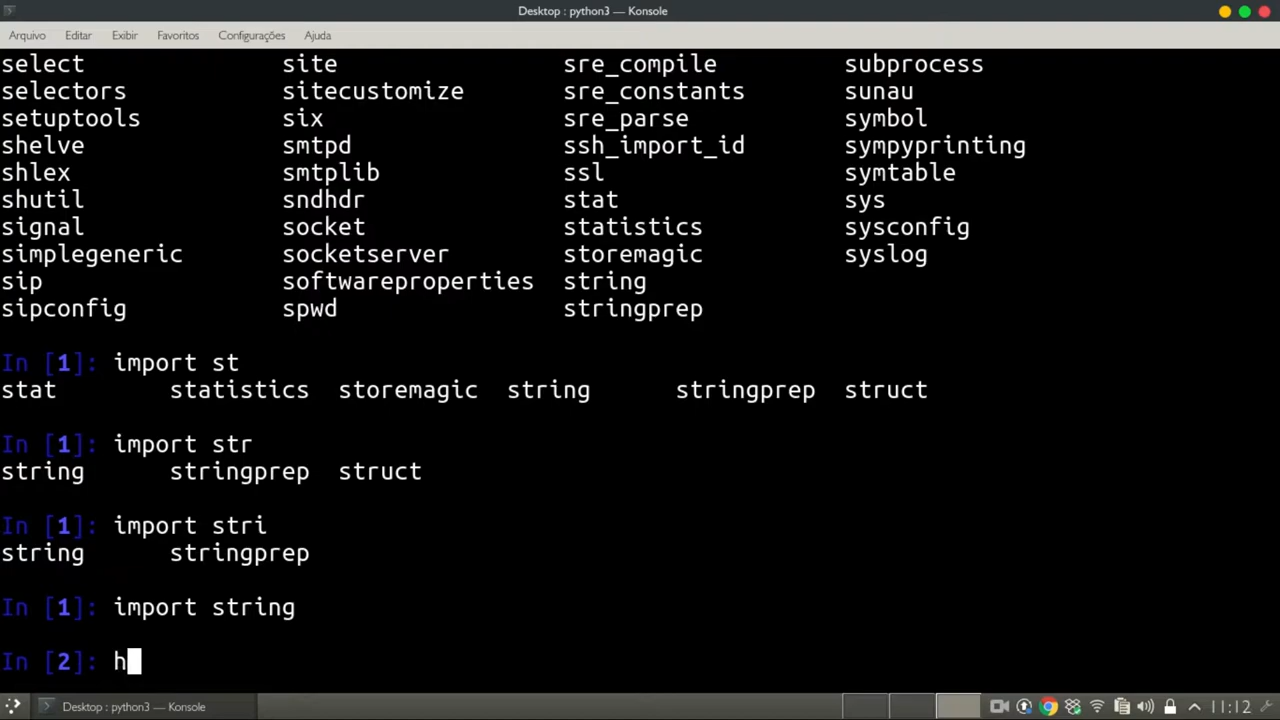 Desktop : python3 — Konsole
Arquivo Editar Exibir Favoritos Configurações Ajuda
select site sre_compile subprocess
selectors sitecustomize sre_constants sunau
setuptools six sre_parse symbol
shelve smtpd ssh_import_id sympyprinting
shlex smtplib ssl symtable
shutil sndhdr stat sys
signal socket statistics sysconfig
simplegeneric socketserver storemagic syslog
sip softwareproperties string
sipconfig spwd stringprep
In [1]: import st
stat statistics storemagic string stringprep struct
In [1]: import str
string stringprep struct
In [1]: import stri
string stringprep
In [1]: import string
In [2]: h
Desktop : python3 — Konsole 11:12